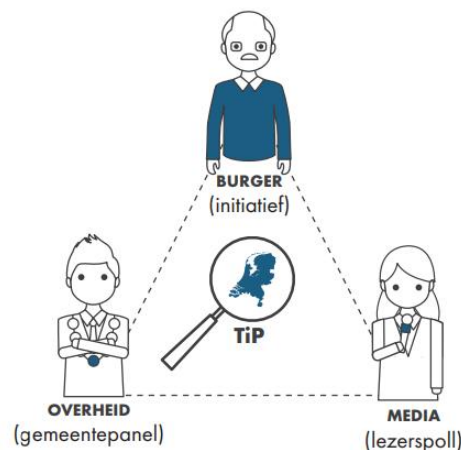 BURGER
(initiatief)
TiP
OVERHEID
(gemeentepanel)
MEDIA
(lezerspoll)